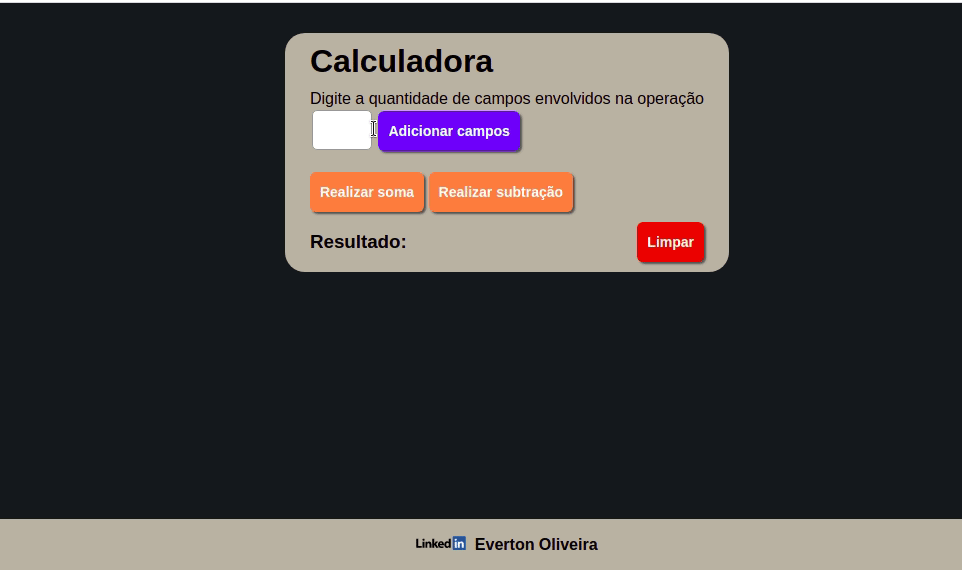 Calculadora
Digite a quantidade de campos envolvidos na operação
Adicionar campos
Realizar soma Realizar subtração
Resultado: Limpar
Linkedin Everton Oliveira